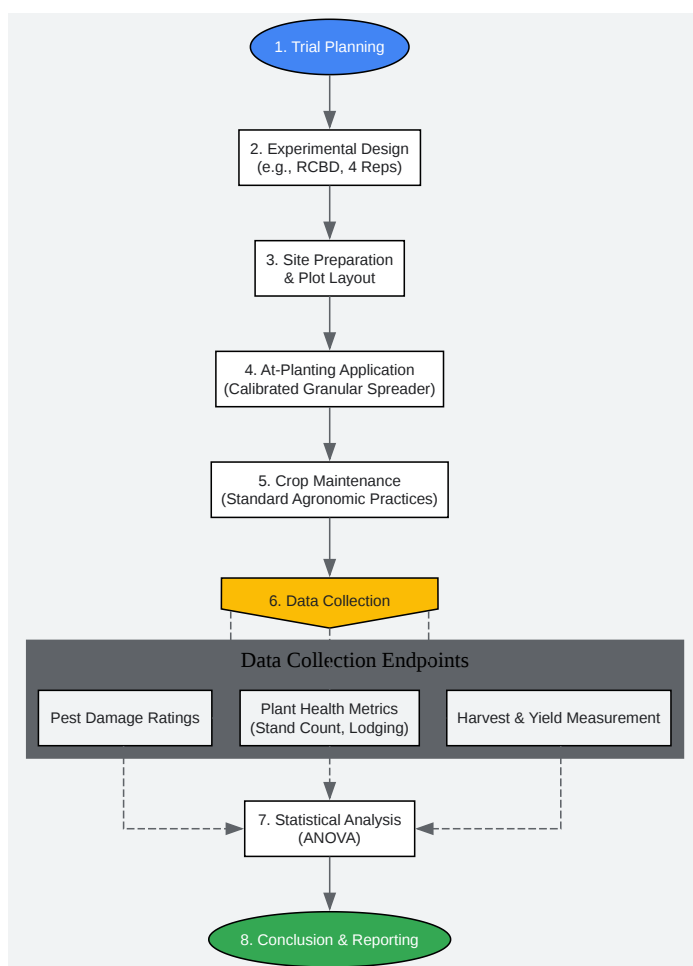 1. Trial Planning
2. Experimental Design
(e.g., RCBD, 4 Reps)
3. Site Preparation
& Plot Layout
4. At-Planting Application
(Calibrated Granular Spreader)
5. Crop Maintenance
(Standard Agronomic Practices)
6. Data Collection
Data Collection Endpoints
Pest Damage Ratings
Plant Health Metrics
(Stand Count, Lodging)
Harvest & Yield Measurement
7. Statistical Analysis
(ANOVA)
8. Conclusion & Reporting